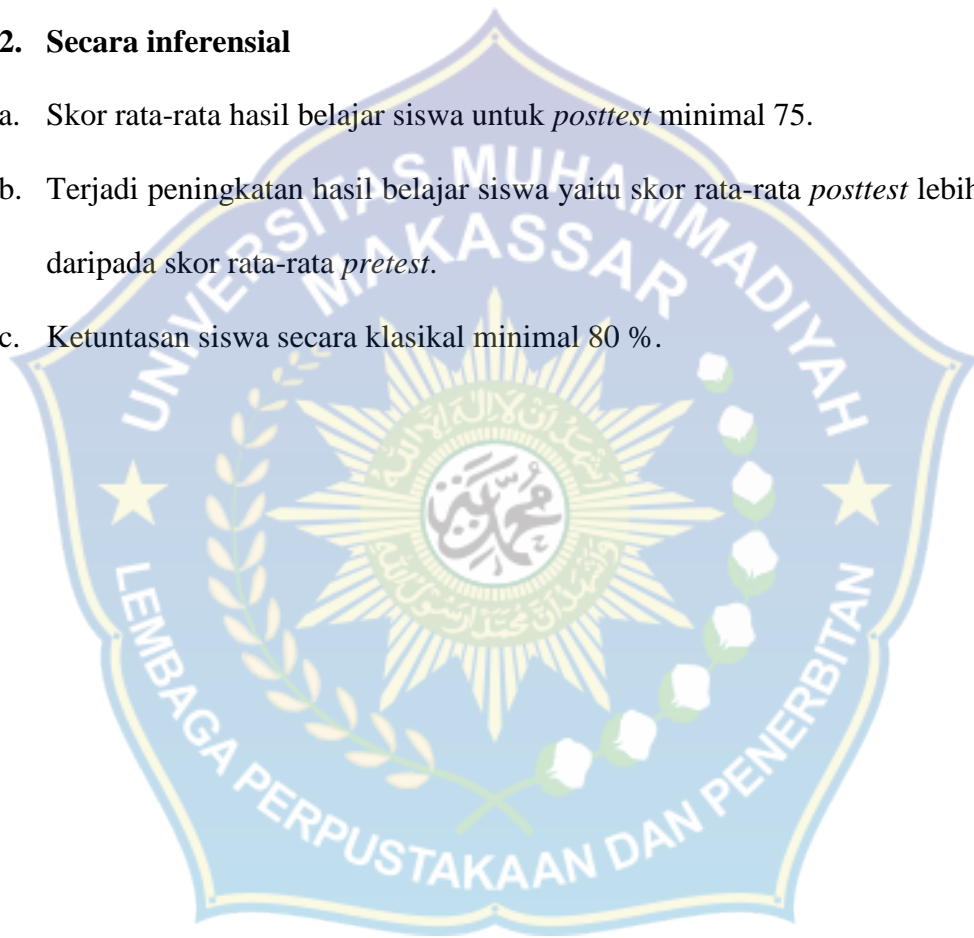 2. Secara inferensial
a. Skor rata-rata hasil belajar siswa untuk posttest minimal 75.
b. Terjadi peningkatan hasil belajar siswa yaitu skor rata-rata posttest lebih
daripada skor rata-rata pretest.
c. Ketuntasan siswa secara klasikal minimal 80 %.
UNIVERSITAS MUHAMMADIYAH
MAKASSAR
LEMBAGA PERPUSTAKAAN DAN PENERBITAN